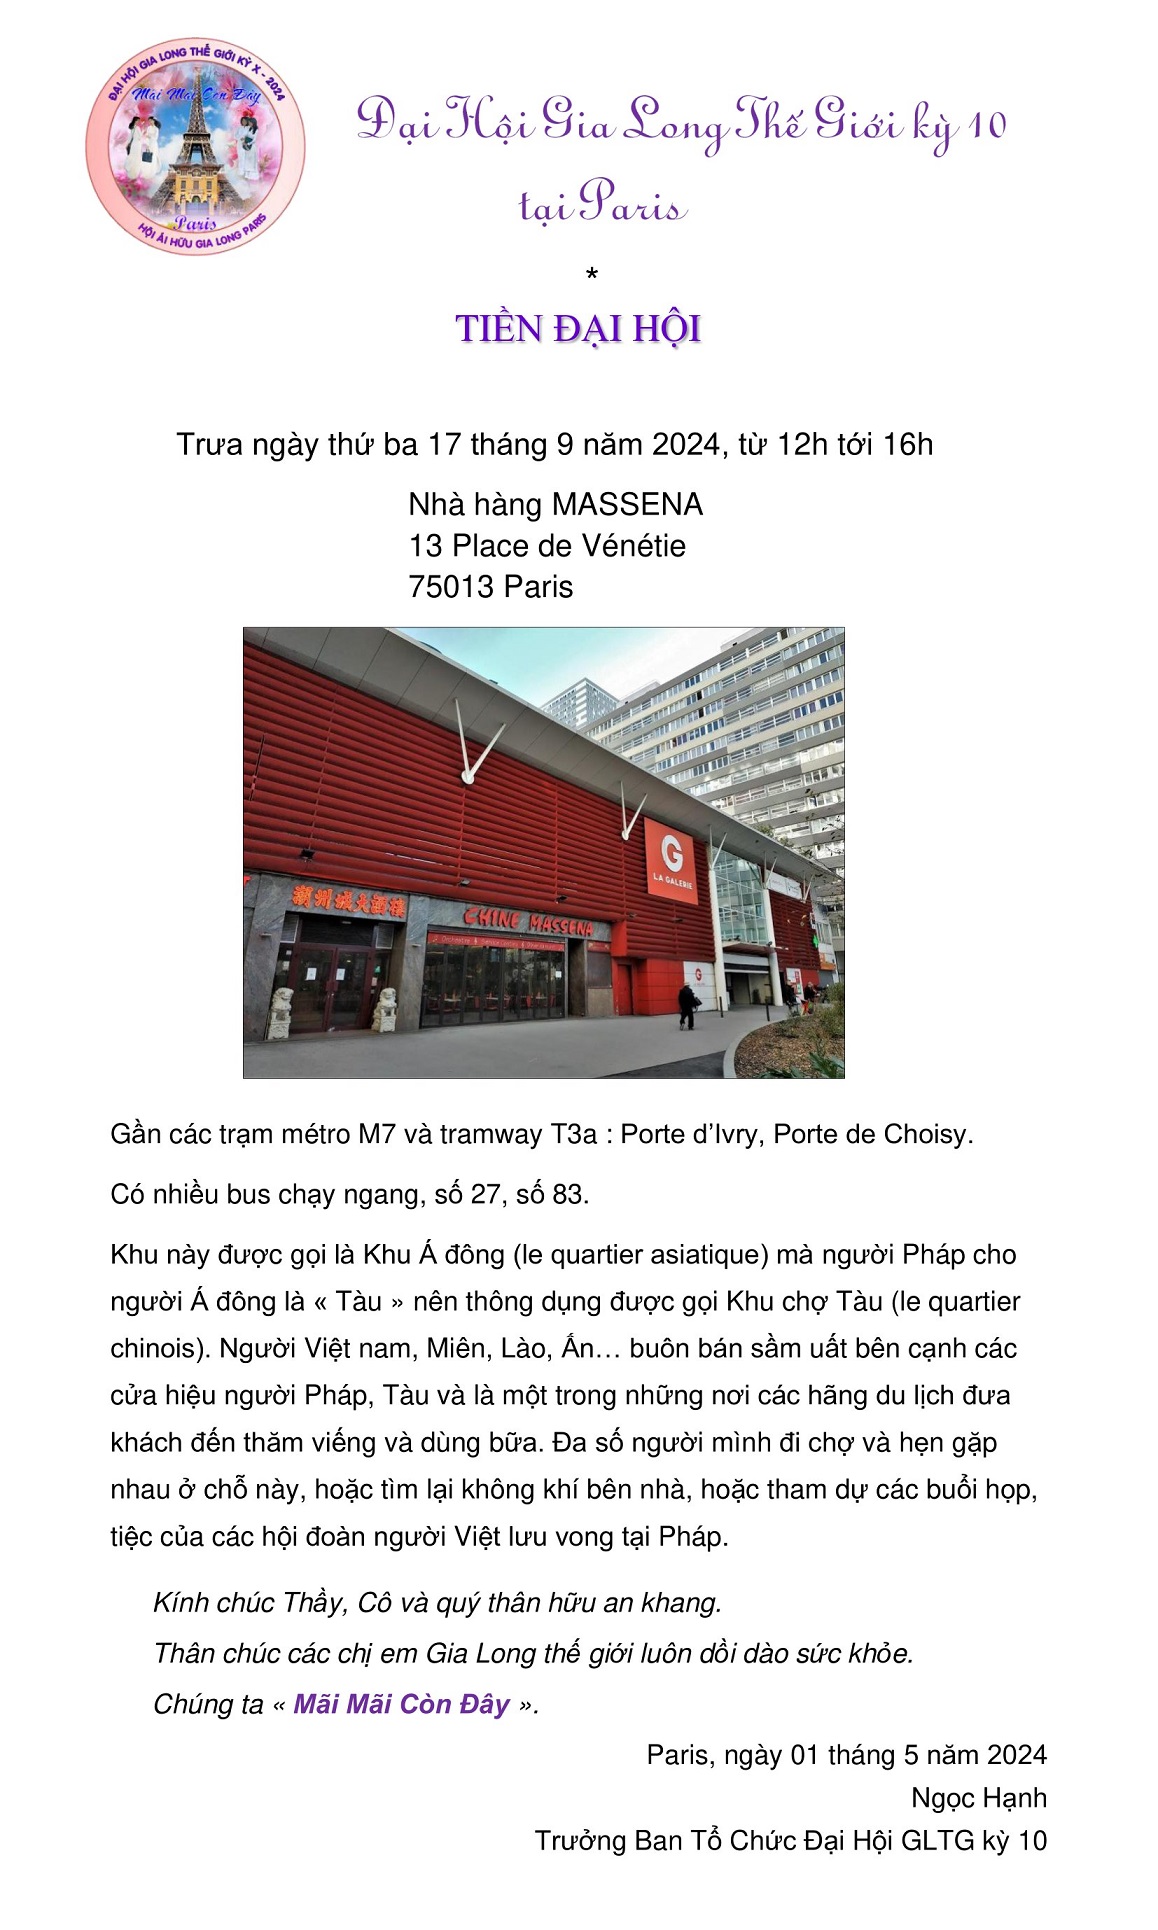 ĐẠI HỘI GIA LONG THẾ GIỚI KỲ X - 2024
Mãi Mãi Còn Đây
Paris
HỘI ÁI HỮU GIA LONG PARIS
Đại Hội Gia Long Thế Giới kỳ 10
tại Paris
*
TIỀN ĐẠI HỘI
Trưa ngày thứ ba 17 tháng 9 năm 2024, từ 12h tới 16h
Nhà hàng MASSENA
13 Place de Vénétie
75013 Paris
G
LA GALERIE
潮州城大酒樓
CHINE MASSENA
G
Gần các trạm métro M7 và tramway T3a : Porte d’Ivry, Porte de Choisy.
Có nhiều bus chạy ngang, số 27, số 83.
Khu này được gọi là Khu Á đông (le quartier asiatique) mà người Pháp cho
người Á đông là « Tàu » nên thông dụng được gọi Khu chợ Tàu (le quartier
chinois). Người Việt nam, Miên, Lào, Ấn… buôn bán sầm uất bên cạnh các
cửa hiệu người Pháp, Tàu và là một trong những nơi các hãng du lịch đưa
khách đến thăm viếng và dùng bữa. Đa số người mình đi chợ và hẹn gặp
nhau ở chỗ này, hoặc tìm lại không khí bên nhà, hoặc tham dự các buổi họp,
tiệc của các hội đoàn người Việt lưu vong tại Pháp.
Kính chúc Thầy, Cô và quý thân hữu an khang.
Thân chúc các chị em Gia Long thế giới luôn dồi dào sức khỏe.
Chúng ta « Mãi Mãi Còn Đây ».
Paris, ngày 01 tháng 5 năm 2024
Ngọc Hạnh
Trưởng Ban Tổ Chức Đại Hội GLTG kỳ 10